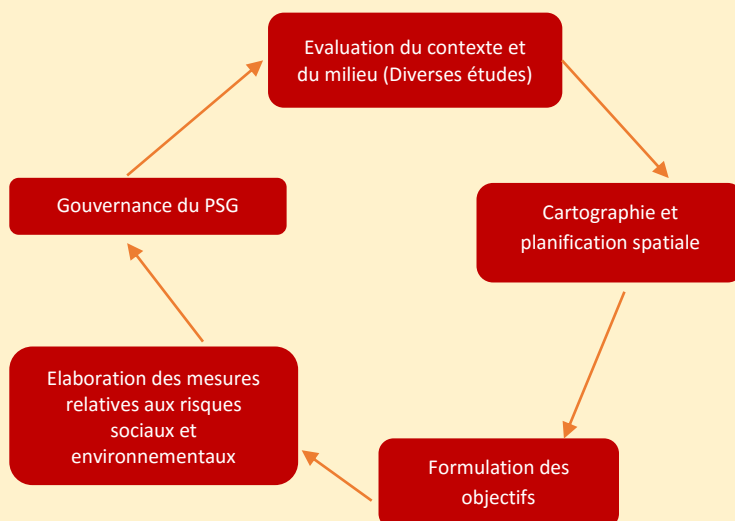 Evaluation du contexte et
du milieu (Diverses études)
Cartographie et
planification spatiale
Formulation des
objectifs
Elaboration des mesures
relatives aux risques
sociaux et
environnementaux
Gouvernance du PSG